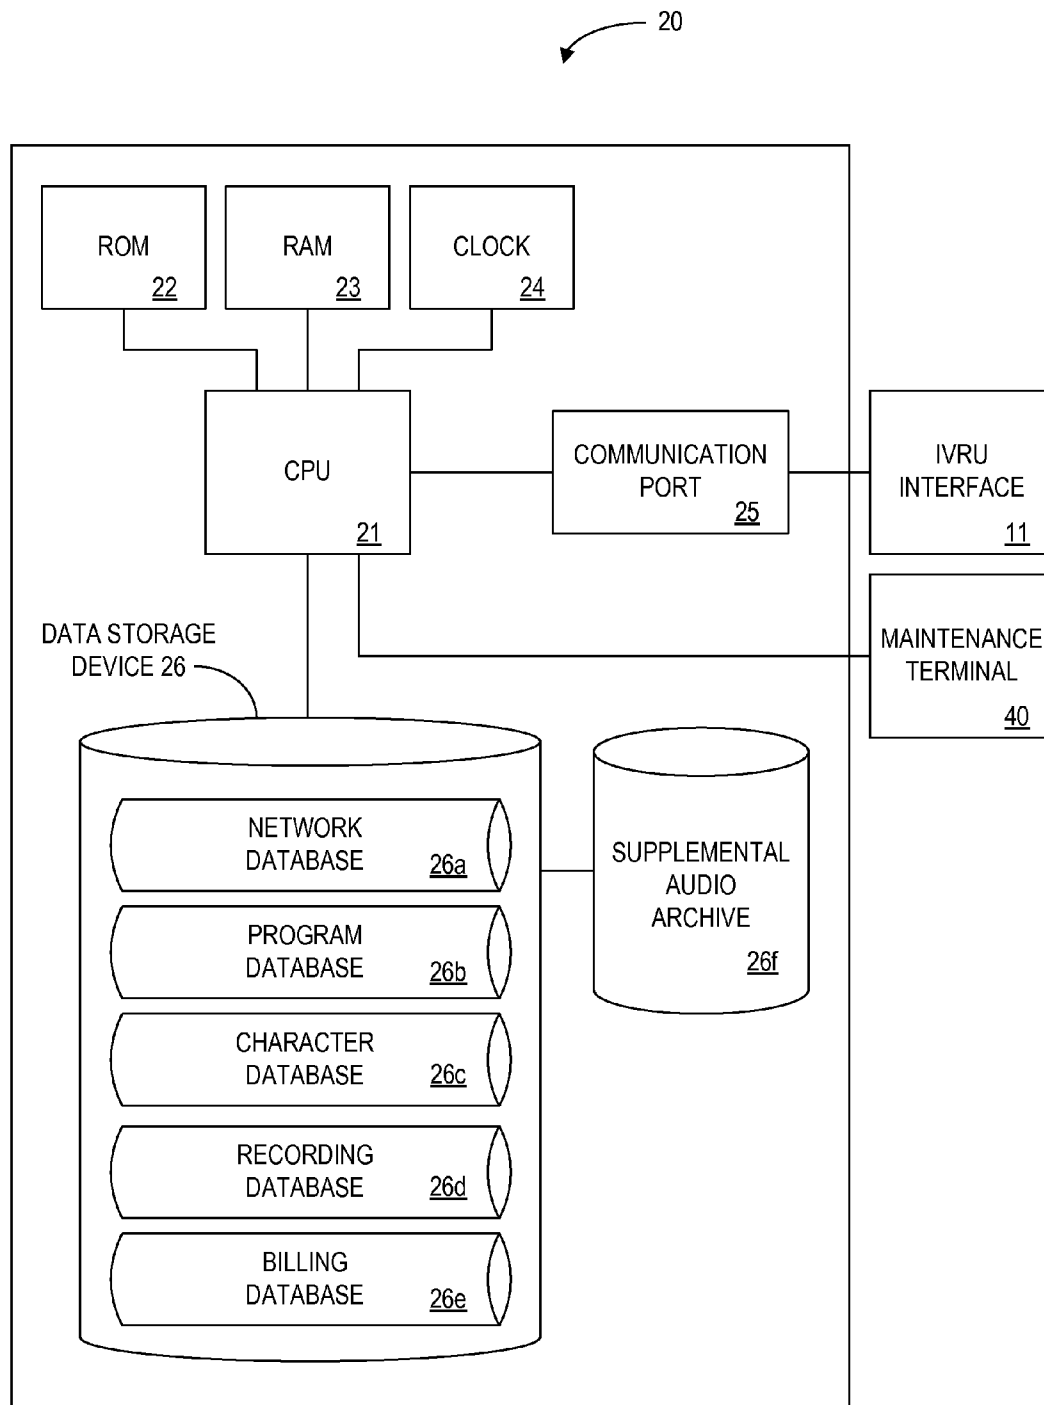 20
ROM
22
RAM
23
CLOCK
24
CPU
21
COMMUNICATION
PORT
25
IVRU
INTERFACE
11
MAINTENANCE
TERMINAL
40
DATA STORAGE
DEVICE 26
NETWORK
DATABASE
26a
PROGRAM
DATABASE
26b
CHARACTER
DATABASE
26c
RECORDING
DATABASE
26d
BILLING
DATABASE
26e
SUPPLEMENTAL
AUDIO
ARCHIVE
26f